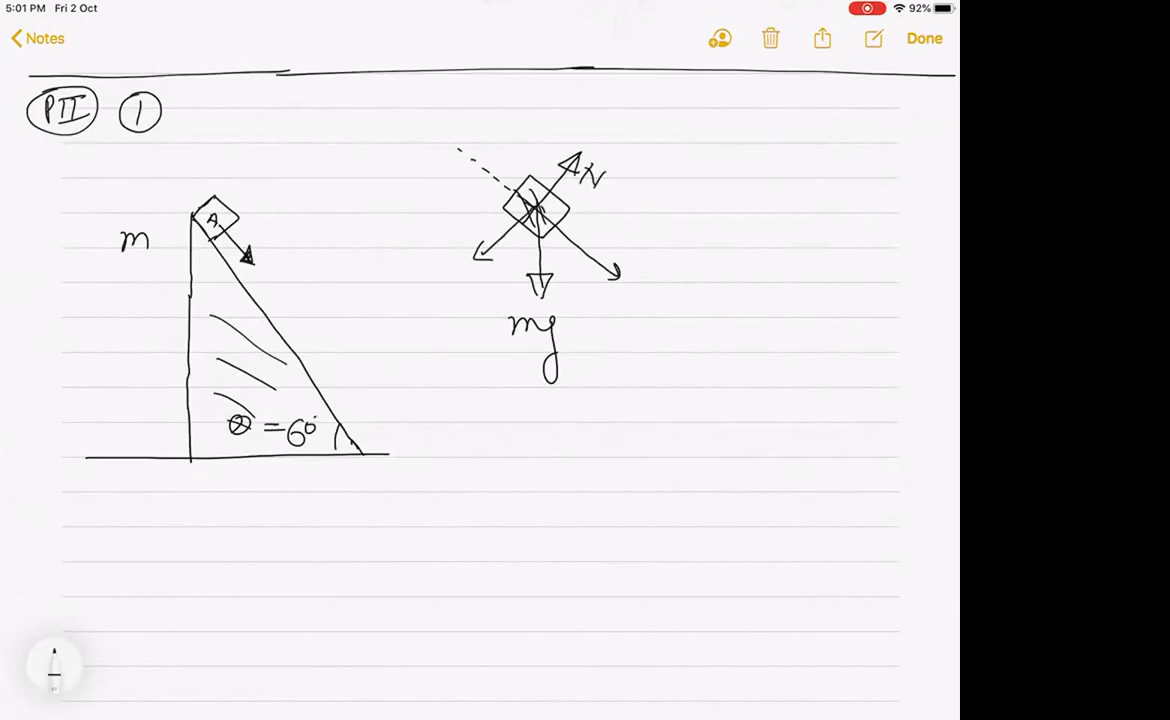 5:01 PM Fri 2 Oct
92%
Notes
Done
PII 1
N
A
m
mg
θ = 60°